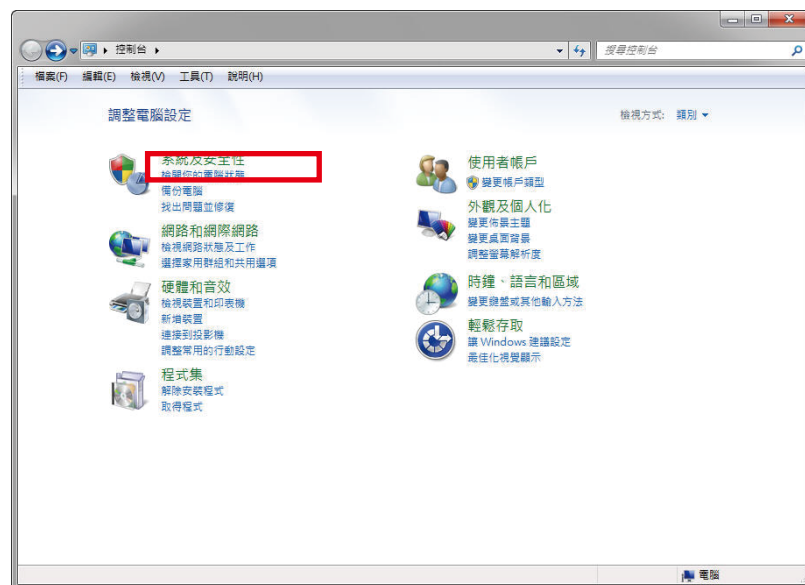 控制台
搜尋控制台
檔案(F) 編輯(E) 檢視(V) 工具(T) 說明(H)
調整電腦設定
檢視方式: 類別
系統及安全性
檢閱你的電腦狀態
備份電腦
找出問題並修復
網路和網際網路
檢視網路狀態及工作
選擇家用群組和共用選項
硬體和音效
檢視裝置和印表機
新增裝置
連接到投影機
調整常用的行動設定
程式集
解除安裝程式
取得程式
使用者帳戶
變更帳戶類型
外觀及個人化
變更佈景主題
變更桌面背景
調整螢幕解析度
時鐘、語言和區域
變更鍵盤或其他輸入方法
輕鬆存取
讓 Windows 建議設定
最佳化視覺顯示
電腦